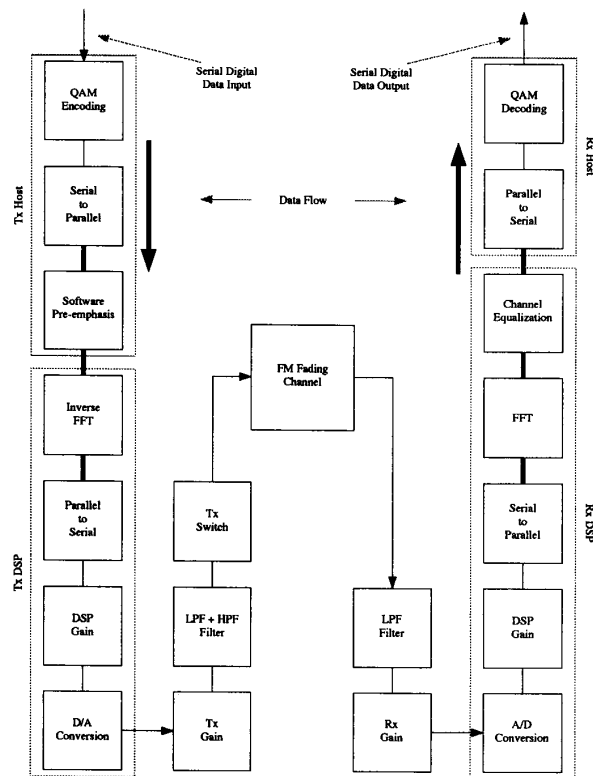 Serial Digital
Data Input
Serial Digital
Data Output
Tx Host
QAM
Encoding
Serial
to
Parallel
Software
Pre-emphasis
Data Flow
QAM
Decoding
Parallel
to
Serial
Rx Host
Tx DSP
Inverse
FFT
Parallel
to
Serial
DSP
Gain
D/A
Conversion
Tx
Gain
LPF + HPF
Filter
Tx
Switch
FM Fading
Channel
LPF
Filter
Rx
Gain
Channel
Equalization
FFT
Serial
to
Parallel
DSP
Gain
A/D
Conversion
Rx DSP